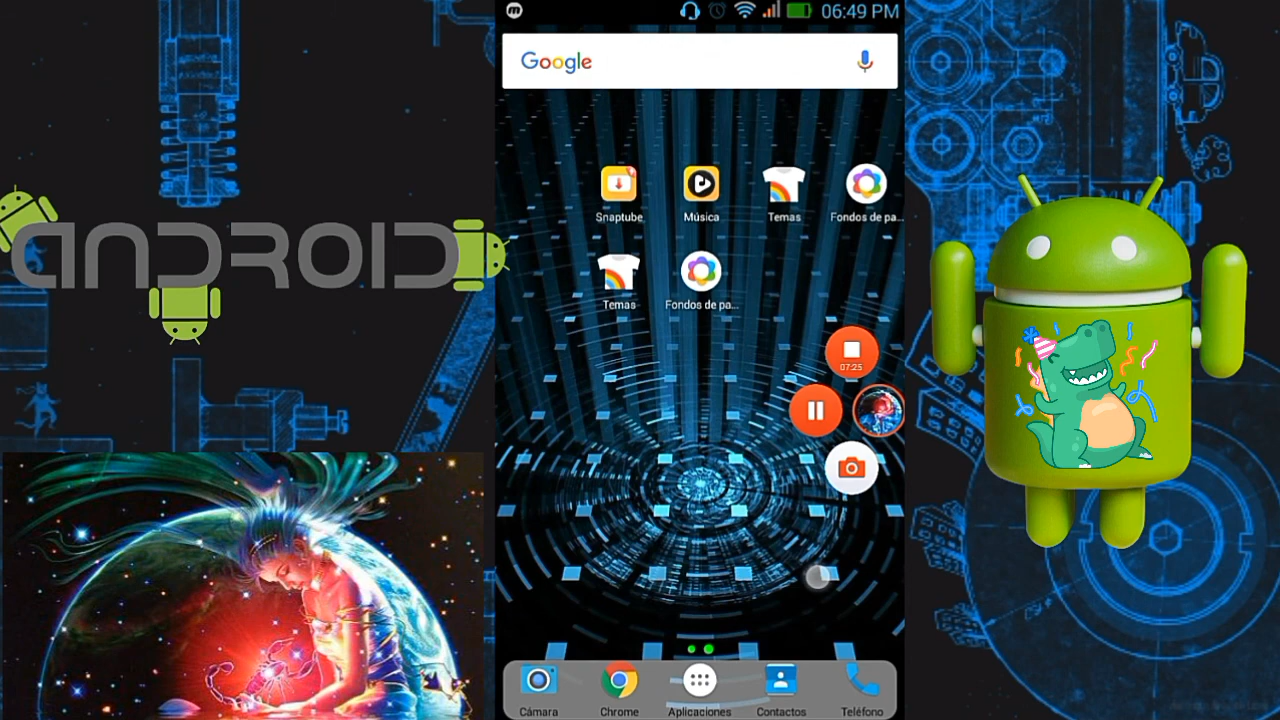 06:49 PM
Google
ANDROID
Snaptube
Música
Temas
Fondos de pa...
Temas
Fondos de pa...
07:25
Cámara
Chrome
Aplicaciones
Contactos
Teléfono